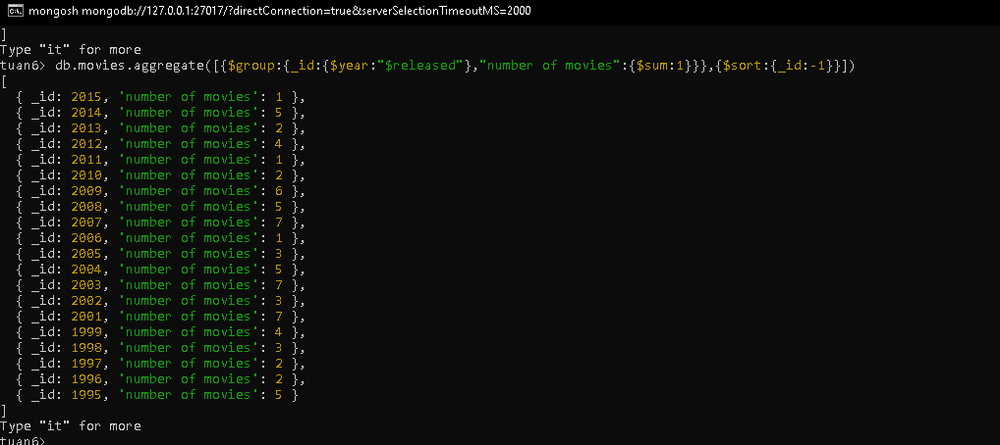 mongosh mongodb://127.0.0.1:27017/?directConnection=true&serverSelectionTimeoutMS=2000
]
Type "it" for more
tuan6> db.movies.aggregate([{$group:{_id:{$year:"$released"},"number of movies":{$sum:1}}},{$sort:{_id:-1}}])
[
  { _id: 2015, 'number of movies': 1 },
  { _id: 2014, 'number of movies': 5 },
  { _id: 2013, 'number of movies': 2 },
  { _id: 2012, 'number of movies': 4 },
  { _id: 2011, 'number of movies': 1 },
  { _id: 2010, 'number of movies': 2 },
  { _id: 2009, 'number of movies': 6 },
  { _id: 2008, 'number of movies': 5 },
  { _id: 2007, 'number of movies': 7 },
  { _id: 2006, 'number of movies': 1 },
  { _id: 2005, 'number of movies': 3 },
  { _id: 2004, 'number of movies': 5 },
  { _id: 2003, 'number of movies': 7 },
  { _id: 2002, 'number of movies': 3 },
  { _id: 2001, 'number of movies': 7 },
  { _id: 1999, 'number of movies': 4 },
  { _id: 1998, 'number of movies': 3 },
  { _id: 1997, 'number of movies': 2 },
  { _id: 1996, 'number of movies': 2 },
  { _id: 1995, 'number of movies': 5 }
]
Type "it" for more
tuan6>